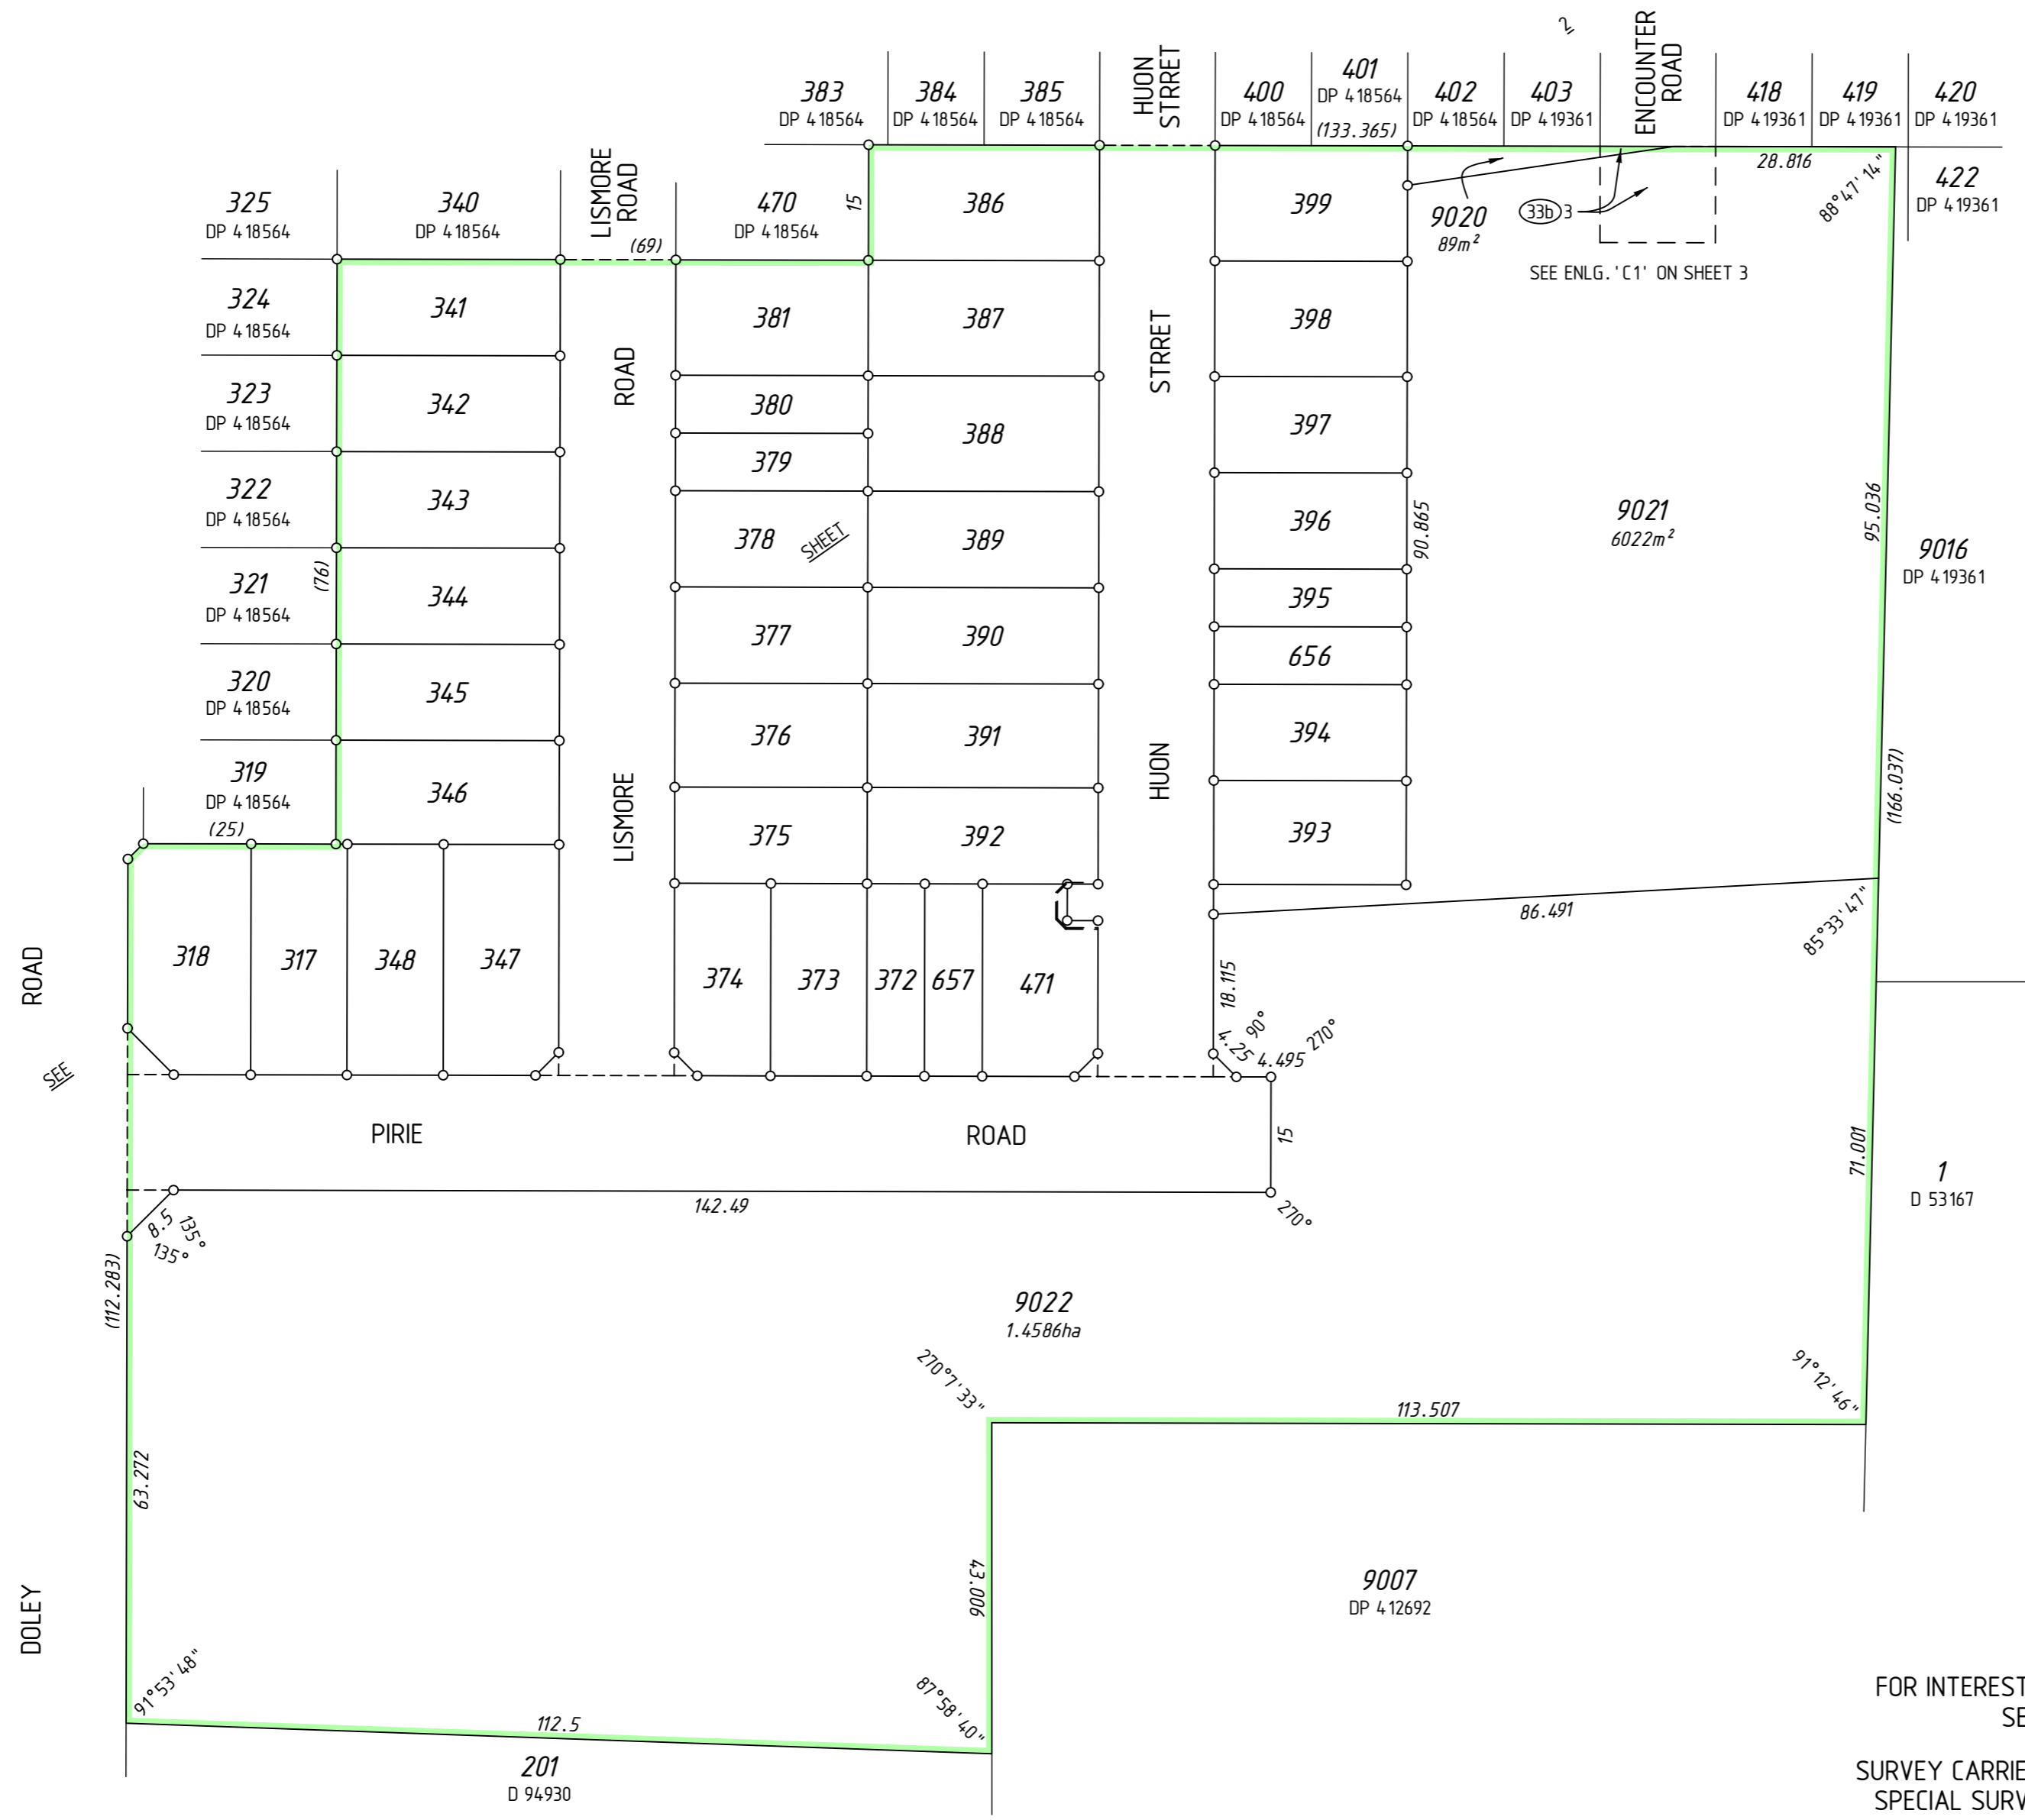 2
ENCOUNTER
ROAD
HUON
STRRET
383
DP 418564
384
DP 418564
385
DP 418564
400
DP 418564
401
DP 418564
(133.365)
402
DP 418564
403
DP 419361
418
DP 419361
419
DP 419361
420
DP 419361
28.816
88°47'14"
422
DP 419361
LISMORE
ROAD
(69)
325
DP 418564
340
DP 418564
470
DP 418564
15
386
399
9020
89m²
33b 3
SEE ENLG. 'C1' ON SHEET 3
324
DP 418564
341
381
387
398
ROAD
STRRET
323
DP 418564
342
380
379
388
397
322
DP 418564
343
378
SHEET
389
396
90.865
9021
6022m²
95.036
9016
DP 419361
(76)
321
DP 418564
344
377
390
395
656
320
DP 418564
345
376
391
394
319
DP 418564
(25)
346
LISMORE
375
392
HUON
393
(166.037)
86.491
85°33'47"
ROAD
318
317
348
347
374
373
372
657
471
18.115
90°
4.25
4.495
270°
SEE
PIRIE
ROAD
15
71.001
1
D 53167
142.49
270°
8.5
135°
135°
(112.283)
9022
1.4586ha
270°7'33"
91°12'46"
113.507
63.272
43.006
9007
DP 412692
DOLEY
91°53'48"
87°58'40"
112.5
201
D 94930
FOR INTEREST
SE
SURVEY CARRIE
SPECIAL SURV